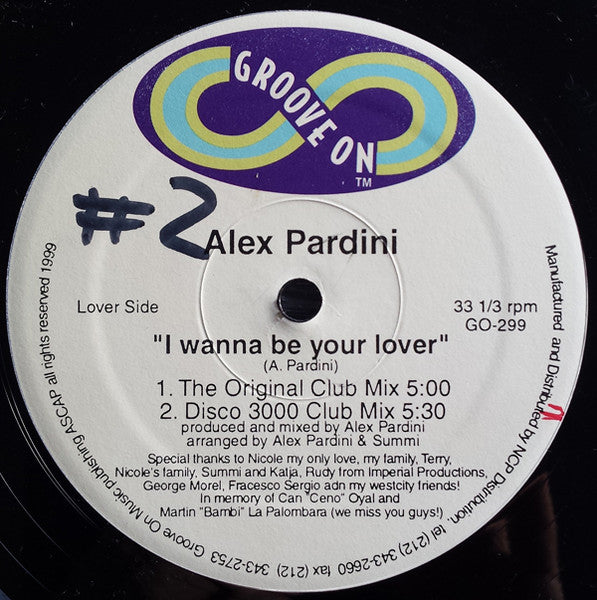 GROOVE ON
TM
#2
Alex Pardini
Lover Side
33 1/3 rpm
GO-299
"I wanna be your lover"
(A. Pardini)
1. The Original Club Mix 5:00
2. Disco 3000 Club Mix 5:30
produced and mixed by Alex Pardini
arranged by Alex Pardini & Summi
Special thanks to Nicole my only love, my family, Terry,
Nicole's family, Summi and Katja, Rudy from Imperial Productions,
George Morel, Fracesco Sergio adn my westcity friends!
In memory of Can "Ceno" Oyal and
Martin "Bambi" La Palombara (we miss you guys!)
Manufactured and Distributed by NCP Distribution. tel (212) 343-2660 fax (212) 343-2753 Groove On Music publishing ASCAP all rights reserved 1999